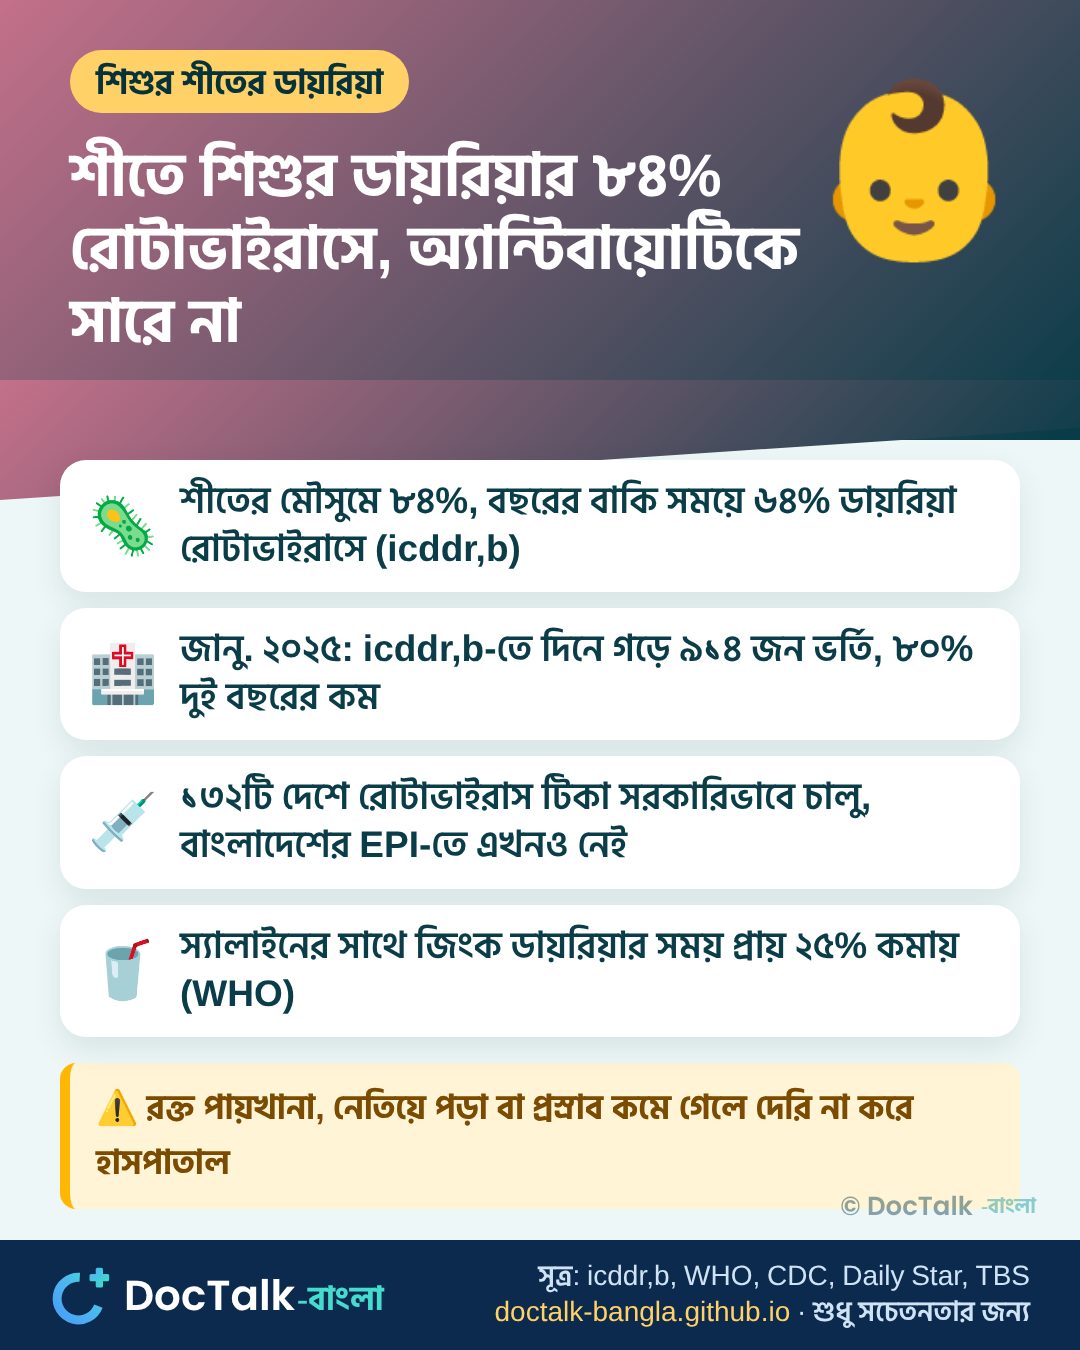 শিশুর শীতের ডায়রিয়া
শীতে শিশুর ডায়রিয়ার ৮৪%
রোটাভাইরাসে, অ্যান্টিবায়োটিকে
সারে না
শীতের মৌসুমে ৮৪%, বছরের বাকি সময়ে ৬৪% ডায়রিয়া
রোটাভাইরাসে (icddr,b)
জানু. ২০২৫: icddr,b-তে দিনে গড়ে ৯১৪ জন ভর্তি, ৮০%
দুই বছরের কম
১৩২টি দেশে রোটাভাইরাস টিকা সরকারিভাবে চালু,
বাংলাদেশের EPI-তে এখনও নেই
স্যালাইনের সাথে জিংক ডায়রিয়ার সময় প্রায় ২৫% কমায়
(WHO)
⚠️ রক্ত পায়খানা, নেতিয়ে পড়া বা প্রস্রাব কমে গেলে দেরি না করে
হাসপাতাল
© DocTalk -বাংলা
DocTalk-বাংলা
সূত্র: icddr,b, WHO, CDC, Daily Star, TBS
doctalk-bangla.github.io · শুধু সচেতনতার জন্য